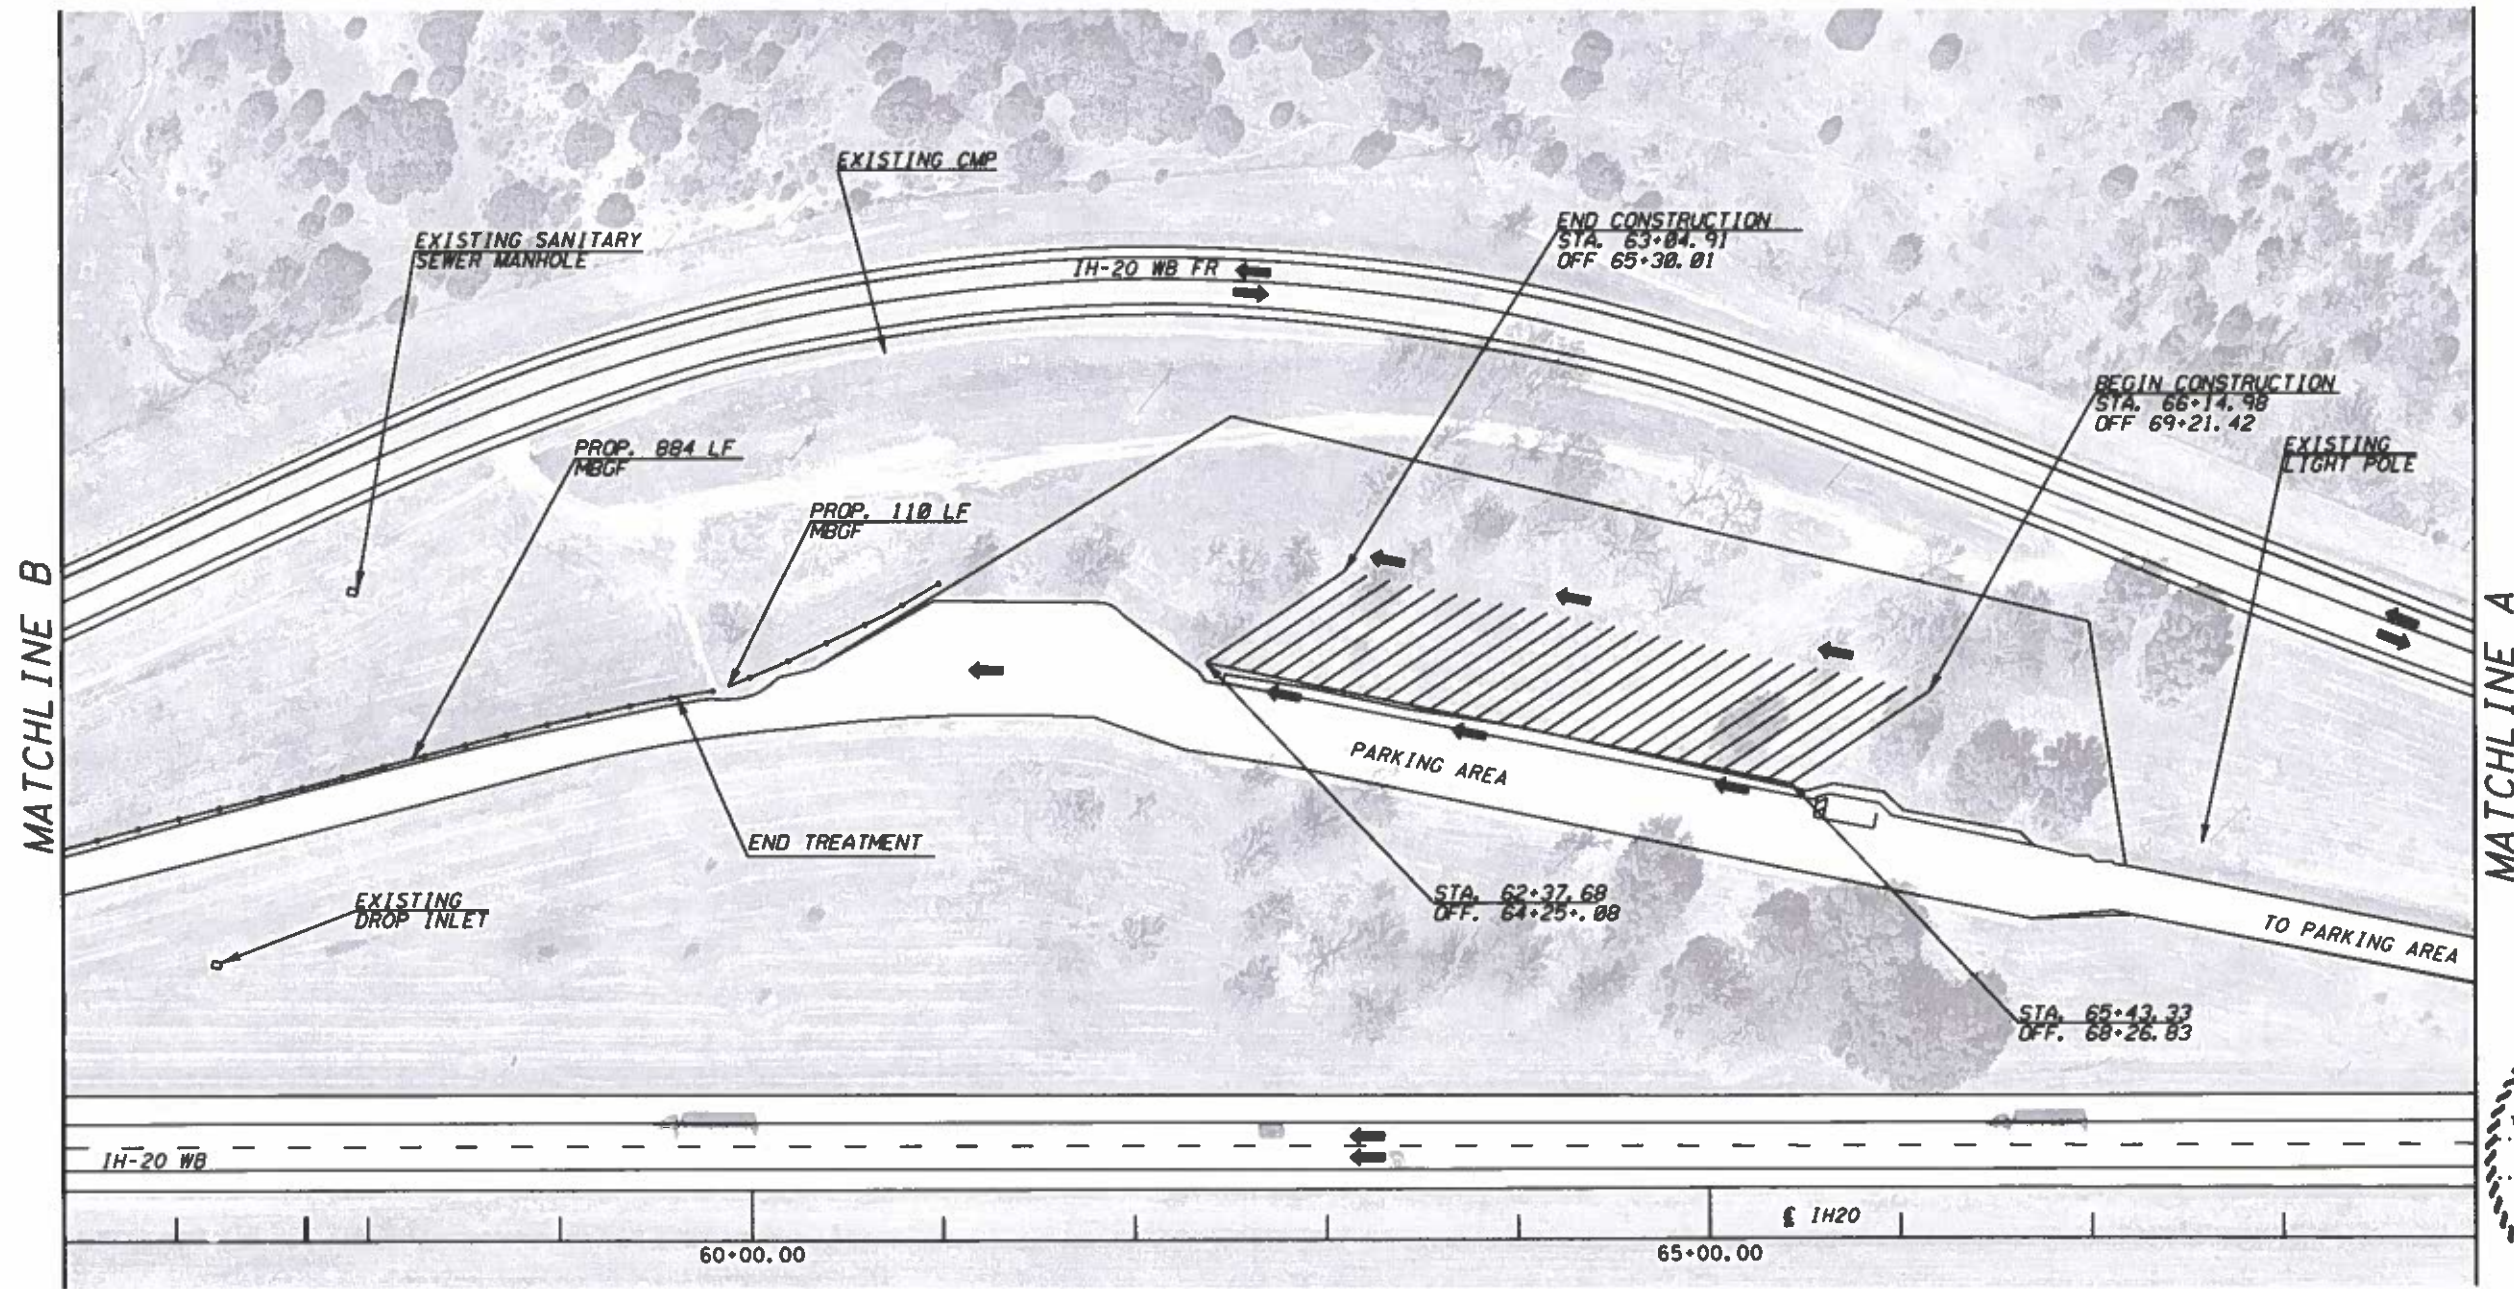 EXISTING CMP
EXISTING SANITARY
SEWER MANHOLE
END CONSTRUCTION
STA. 63+04.91
OFF 65+30.01
IH-20 WB FR
BEGIN CONSTRUCTION
STA. 66+14.98
OFF 69+21.42
EXISTING
LIGHT POLE
PROP. 884 LF
MBGF
PROP. 110 LF
MBGF
MATCHLINE B
MATCHLINE A
PARKING AREA
END TREATMENT
STA. 62+37.68
OFF. 64+25+.08
EXISTING
DROP INLET
TO PARKING AREA
STA. 65+43.33
OFF. 68+26.83
IH-20 WB
℄ IH20
60+00.00
65+00.00